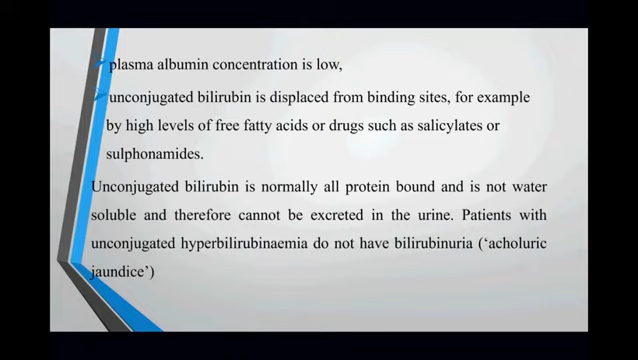 plasma albumin concentration is low,
unconjugated bilirubin is displaced from binding sites, for example
by high levels of free fatty acids or drugs such as salicylates or
sulphonamides.
Unconjugated bilirubin is normally all protein bound and is not water
soluble and therefore cannot be excreted in the urine. Patients with
unconjugated hyperbilirubinaemia do not have bilirubinuria (‘acholuric
jaundice’)